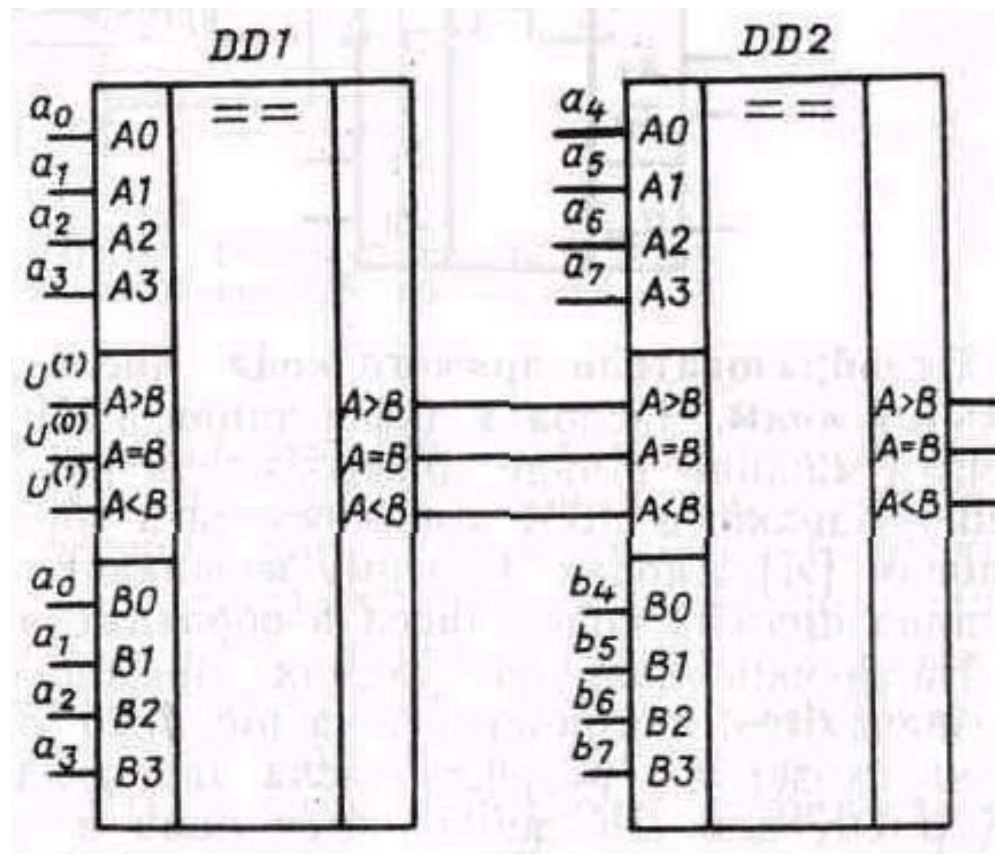 DD1
==
a0 A0
a1 A1
a2 A2
a3 A3
U(1) A>B A>B
U(0) A=B A=B
U(1) A<B A<B
a0 B0
a1 B1
a2 B2
a3 B3
DD2
==
a4 A0
a5 A1
a6 A2
a7 A3
A>B A>B
A=B A=B
A<B A<B
b4 B0
b5 B1
b6 B2
b7 B3